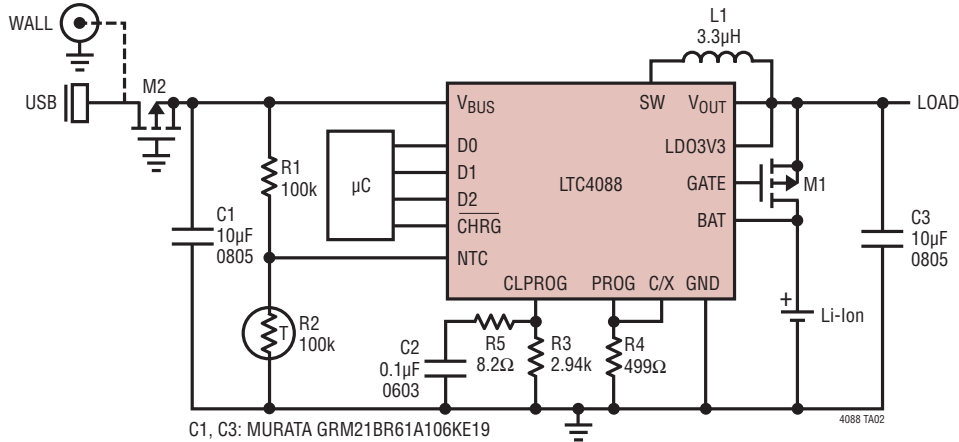 WALL
USB
M2
L1
3.3µH
VBUS
SW
VOUT
LOAD
D0
D1
D2
CHRG
NTC
µC
LTC4088
LDO3V3
GATE
BAT
M1
R1
100k
C1
10µF
0805
C3
10µF
0805
CLPROG
PROG
C/X
GND
T
R2
100k
C2
0.1µF
0603
R5
8.2Ω
R3
2.94k
R4
499Ω
+
Li-Ion
4088 TA02
C1, C3: MURATA GRM21BR61A106KE19